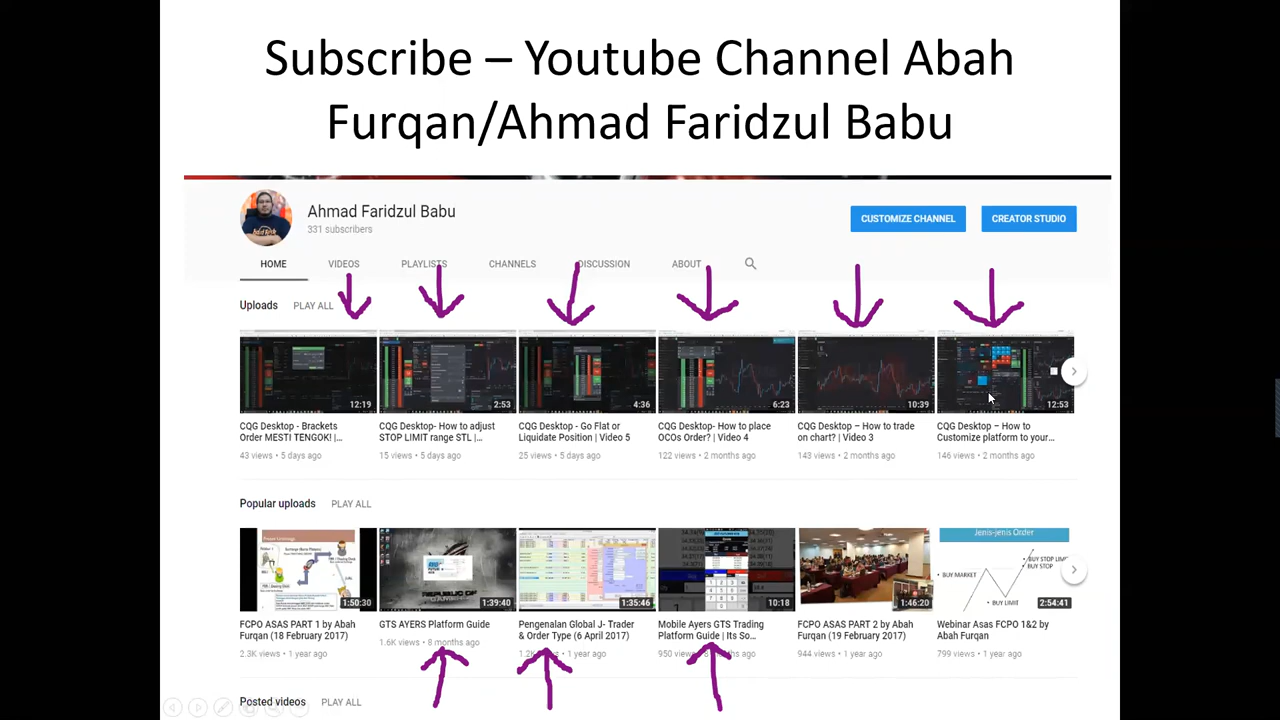 Subscribe – Youtube Channel Abah
Furqan/Ahmad Faridzul Babu
Ahmad Faridzul Babu
331 subscribers
CUSTOMIZE CHANNEL
CREATOR STUDIO
HOME VIDEOS PLAYLISTS CHANNELS DISCUSSION ABOUT
Uploads PLAY ALL
12:19 2:53 4:36 6:23 10:39 12:53
CQG Desktop - Brackets
Order MESTI TENGOK! |...
43 views • 5 days ago
CQG Desktop- How to adjust
STOP LIMIT range STL |...
15 views • 5 days ago
CQG Desktop - Go Flat or
Liquidate Position | Video 5
25 views • 5 days ago
CQG Desktop- How to place
OCOs Order? | Video 4
122 views • 2 months ago
CQG Desktop – How to trade
on chart? | Video 3
143 views • 2 months ago
CQG Desktop – How to
Customize platform to your...
146 views • 2 months ago
Popular uploads PLAY ALL
Jenis-jenis Order
BUY STOP LIMIT
BUY STOP
• BUY MARKET
BUY LIMIT
1:50:30 1:39:40 1:35:46 10:18 1:46:20 2:54:41
FCPO ASAS PART 1 by Abah
Furqan (18 February 2017)
2.3K views • 1 year ago
GTS AYERS Platform Guide
1.6K views • 8 months ago
Pengenalan Global J- Trader
& Order Type (6 April 2017)
views • 1 year ago
Mobile Ayers GTS Trading
Platform Guide | Its So...
950 views months ago
FCPO ASAS PART 2 by Abah
Furqan (19 February 2017)
944 views • 1 year ago
Webinar Asas FCPO 1&2 by
Abah Furqan
799 views • 1 year ago
Posted videos PLAY ALL